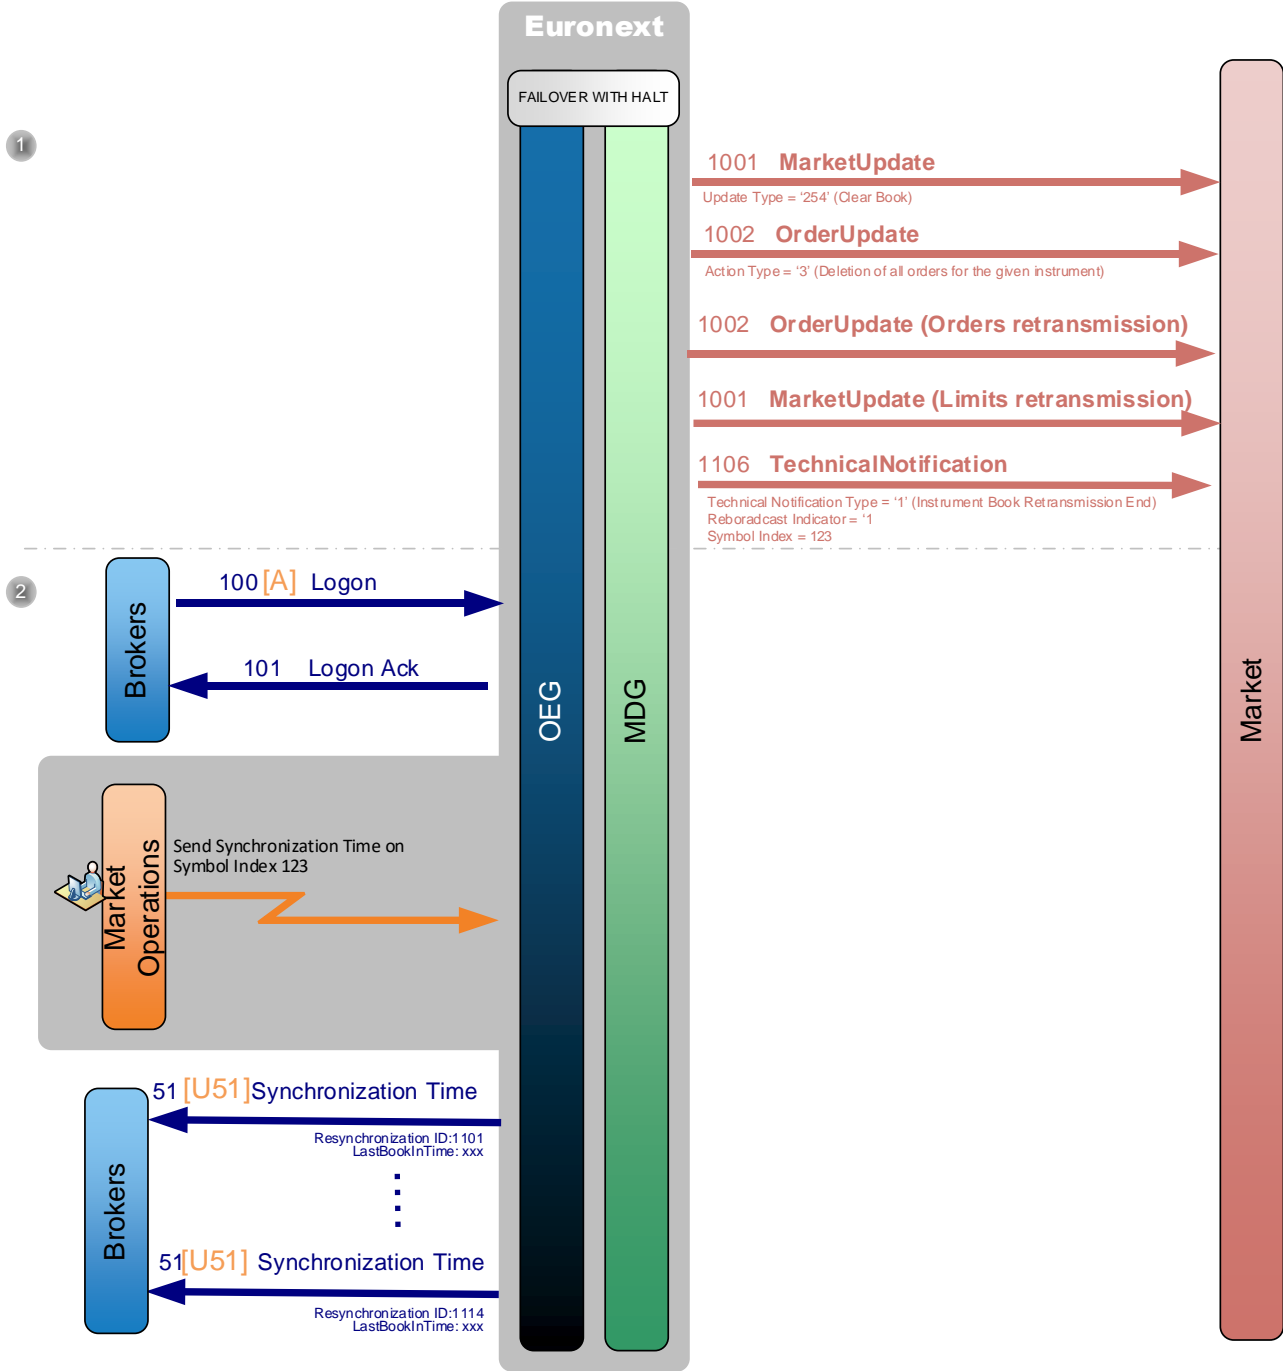 Euronext
FAILOVER WITH HALT
1
1001 MarketUpdate
Update Type = ‘254’ (Clear Book)
1002 OrderUpdate
Action Type = ‘3’ (Deletion of all orders for the given instrument)
1002 OrderUpdate (Orders retransmission)
1001 MarketUpdate (Limits retransmission)
1106 TechnicalNotification
Technical Notification Type = ‘1’ (Instrument Book Retransmission End)
Reboradcast Indicator = ‘1
Symbol Index = 123
2
Brokers
100 [A] Logon
101 Logon Ack
OEG
MDG
Market
Market
Operations
Send Synchronization Time on
Symbol Index 123
Brokers
51 [U51] Synchronization Time
Resynchronization ID:1101
LastBookInTime: xxx
51 [U51] Synchronization Time
Resynchronization ID:1114
LastBookInTime: xxx